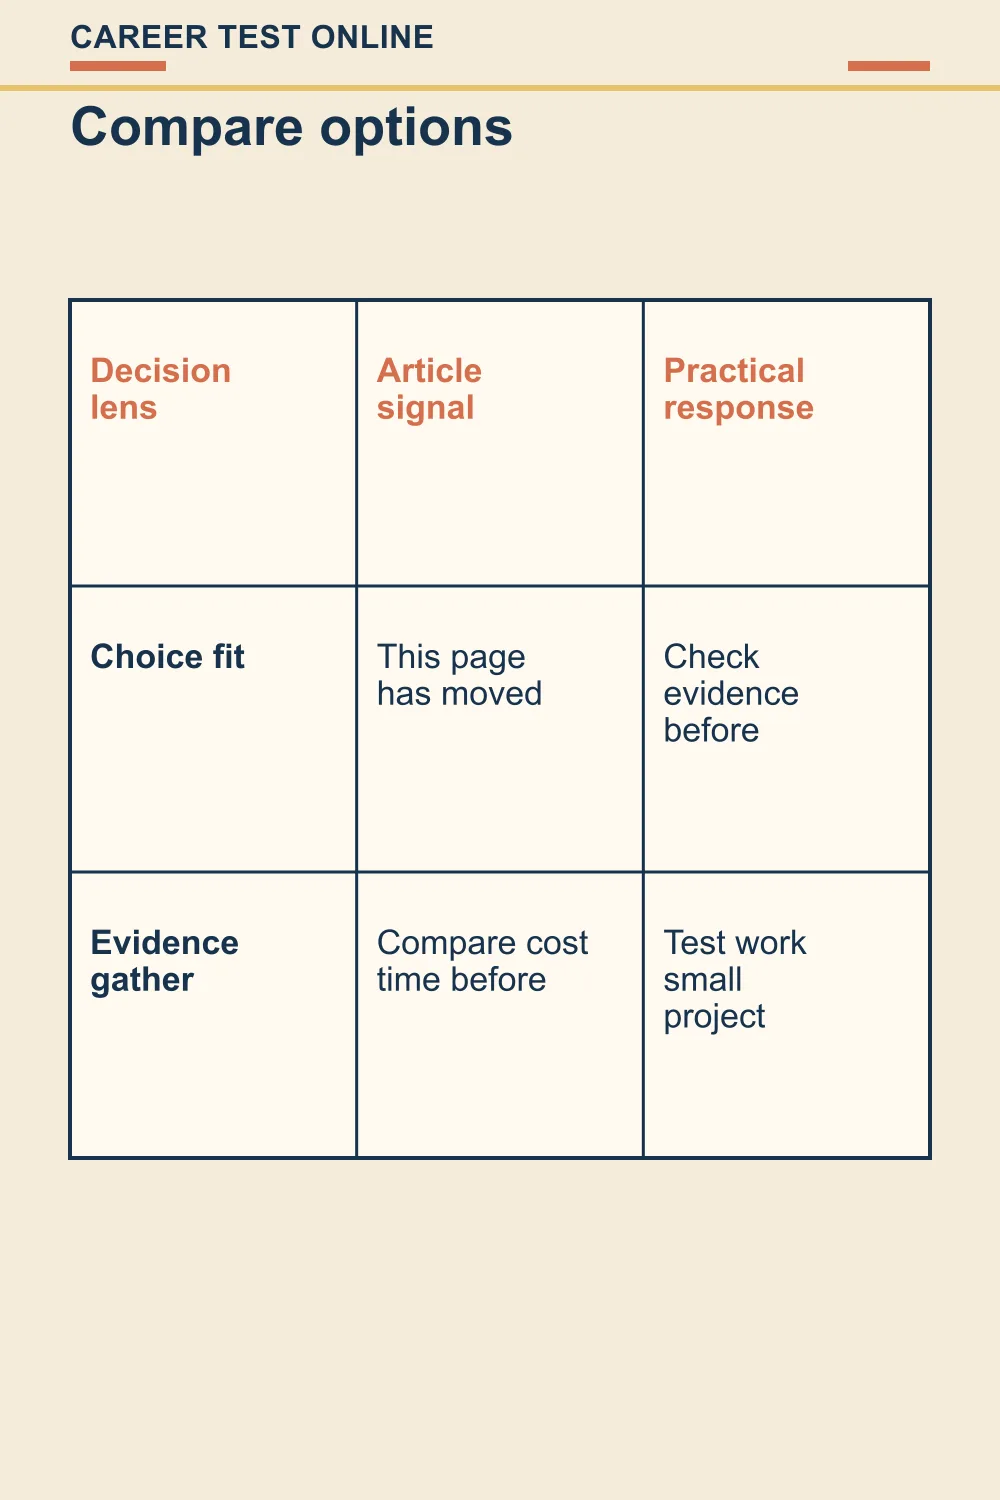 CAREER TEST ONLINE
Compare options
Decision
lens
Article
signal
Practical
response
Choice fit
This page
has moved
Check
evidence
before
Evidence
gather
Compare cost
time before
Test work
small
project